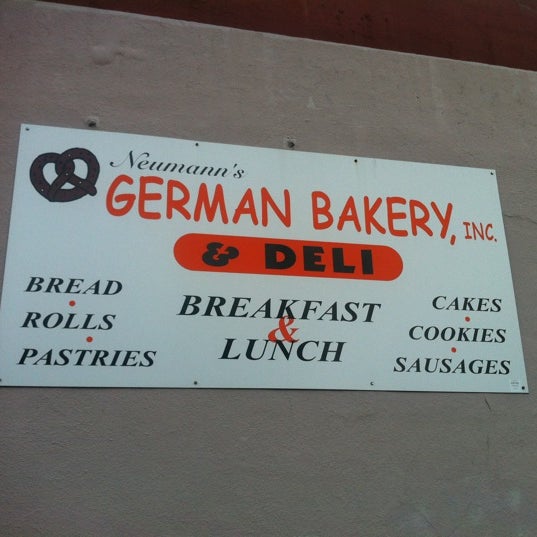 Neumann's
GERMAN BAKERY, INC.
& DELI
BREAD
ROLLS
PASTRIES
BREAKFAST
&
LUNCH
CAKES
COOKIES
SAUSAGES